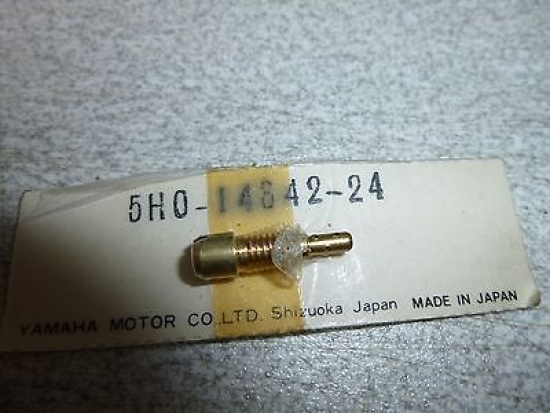 5H0-14842-24
YAMAHA MOTOR CO.,LTD. Shizuoka Japan MADE IN JAPAN